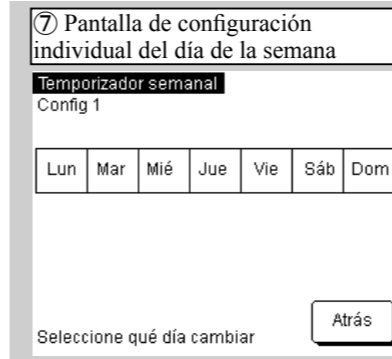 ⑦ Pantalla de configuración
individual del día de la semana
Temporizador semanal
Config 1
Lun Mar Mié Jue Vie Sáb Dom
Atrás
Seleccione qué día cambiar